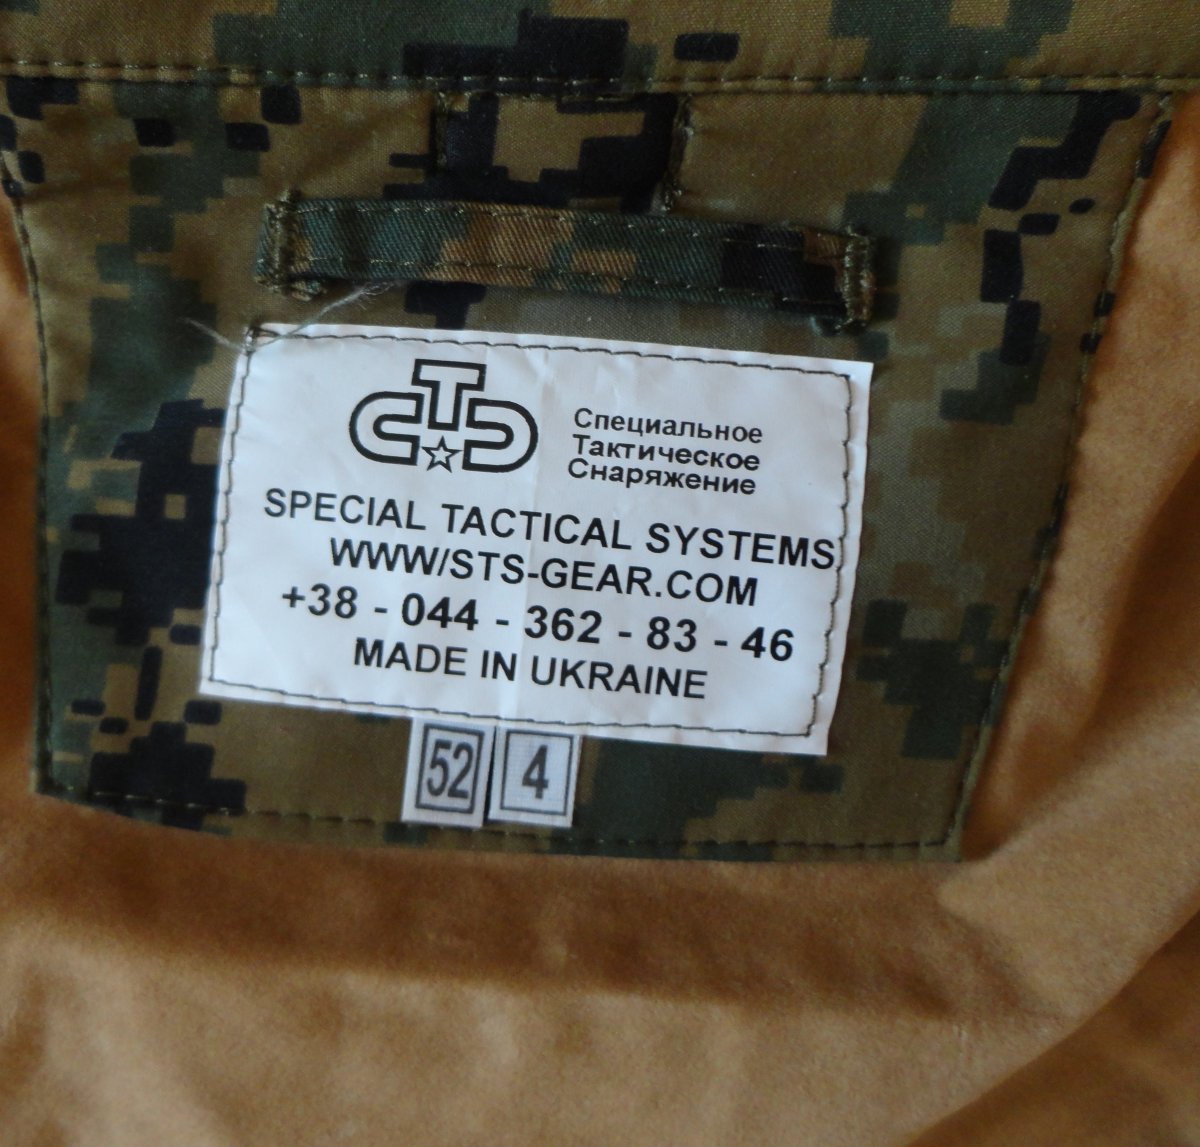 СТС
Специальное
Тактическое
Снаряжение
SPECIAL TACTICAL SYSTEMS
WWW/STS-GEAR.COM
+38 - 044 - 362 - 83 - 46
MADE IN UKRAINE
52 4